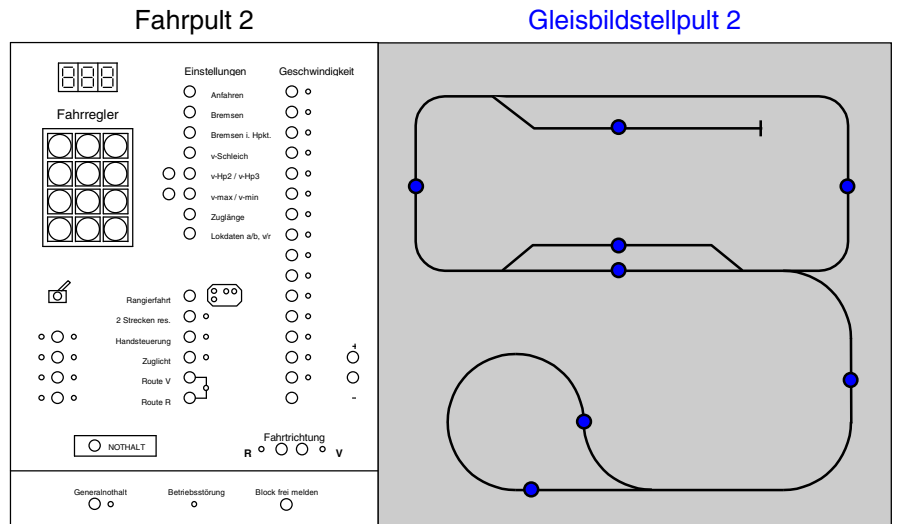 Fahrpult 2
Gleisbildstellpult 2
Einstellungen
Geschwindigkeit
Fahrregler
Anfahren
Bremsen
Bremsen i. Hpkt.
v-Schleich
v-Hp2 / v-Hp3
v-max / v-min
Zuglänge
Lokdaten a/b, v/r
Rangierfahrt
2 Strecken res.
Handsteuerung
Zuglicht
Route V
Route R
+
-
NOTHALT
Fahrtrichtung
R
V
Generalnothalt
Betriebsstörung
Block frei melden